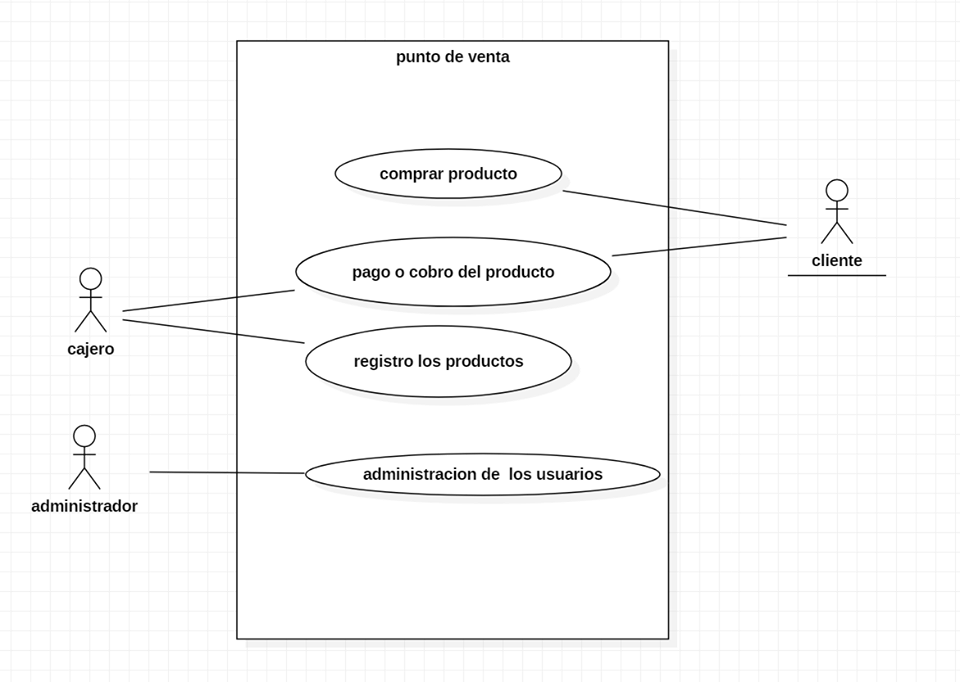 punto de venta
comprar producto
cliente
pago o cobro del producto
cajero
registro los productos
administracion de  los usuarios
administrador